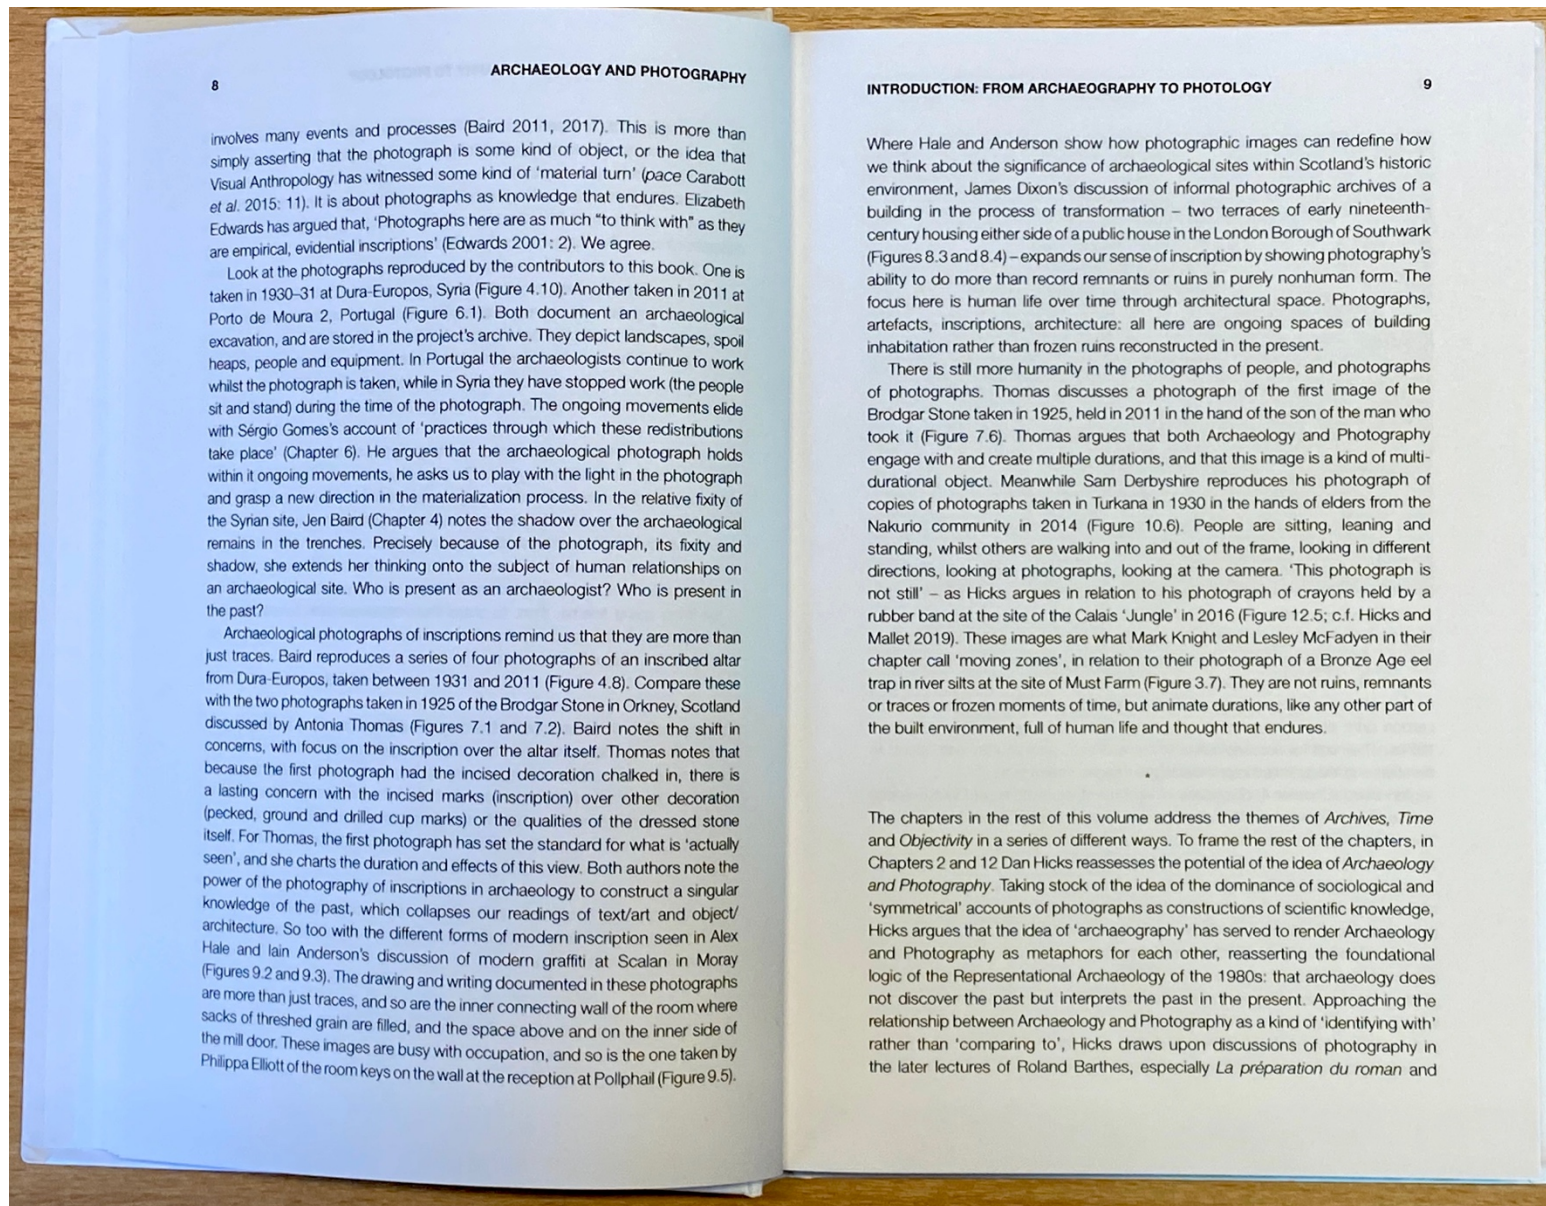 8
ARCHAEOLOGY AND PHOTOGRAPHY
involves many events and processes (Baird 2011, 2017). This is more than
simply asserting that the photograph is some kind of object, or the idea that
Visual Anthropology has witnessed some kind of ‘material turn’ (pace Carabott
et al. 2015: 11). It is about photographs as knowledge that endures. Elizabeth
Edwards has argued that, ‘Photographs here are as much “to think with” as they
are empirical, evidential inscriptions’ (Edwards 2001: 2). We agree.
Look at the photographs reproduced by the contributors to this book. One is
taken in 1930–31 at Dura-Europos, Syria (Figure 4.10). Another taken in 2011 at
Porto de Moura 2, Portugal (Figure 6.1). Both document an archaeological
excavation, and are stored in the project’s archive. They depict landscapes, spoil
heaps, people and equipment. In Portugal the archaeologists continue to work
whilst the photograph is taken, while in Syria they have stopped work (the people
sit and stand) during the time of the photograph. The ongoing movements elide
with Sérgio Gomes’s account of ‘practices through which these redistributions
take place’ (Chapter 6). He argues that the archaeological photograph holds
within it ongoing movements, he asks us to play with the light in the photograph
and grasp a new direction in the materialization process. In the relative fixity of
the Syrian site, Jen Baird (Chapter 4) notes the shadow over the archaeological
remains in the trenches. Precisely because of the photograph, its fixity and
shadow, she extends her thinking onto the subject of human relationships on
an archaeological site. Who is present as an archaeologist? Who is present in
the past?
Archaeological photographs of inscriptions remind us that they are more than
just traces. Baird reproduces a series of four photographs of an inscribed altar
from Dura-Europos, taken between 1931 and 2011 (Figure 4.8). Compare these
with the two photographs taken in 1925 of the Brodgar Stone in Orkney, Scotland
discussed by Antonia Thomas (Figures 7.1 and 7.2). Baird notes the shift in
concerns, with focus on the inscription over the altar itself. Thomas notes that
because the first photograph had the incised decoration chalked in, there is
a lasting concern with the incised marks (inscription) over other decoration
(pecked, ground and drilled cup marks) or the qualities of the dressed stone
itself. For Thomas, the first photograph has set the standard for what is ‘actually
seen’, and she charts the duration and effects of this view. Both authors note the
power of the photography of inscriptions in archaeology to construct a singular
knowledge of the past, which collapses our readings of text/art and object/
architecture. So too with the different forms of modern inscription seen in Alex
Hale and Iain Anderson’s discussion of modern graffiti at Scalan in Moray
(Figures 9.2 and 9.3). The drawing and writing documented in these photographs
are more than just traces, and so are the inner connecting wall of the room where
sacks of threshed grain are filled, and the space above and on the inner side of
the mill door. These images are busy with occupation, and so is the one taken by
Philippa Elliott of the room keys on the wall at the reception at Pollphail (Figure 9.5).
INTRODUCTION: FROM ARCHAEOGRAPHY TO PHOTOLOGY
9
Where Hale and Anderson show how photographic images can redefine how
we think about the significance of archaeological sites within Scotland’s historic
environment, James Dixon’s discussion of informal photographic archives of a
building in the process of transformation – two terraces of early nineteenth-
century housing either side of a public house in the London Borough of Southwark
(Figures 8.3 and 8.4) – expands our sense of inscription by showing photography’s
ability to do more than record remnants or ruins in purely nonhuman form. The
focus here is human life over time through architectural space. Photographs,
artefacts, inscriptions, architecture: all here are ongoing spaces of building
inhabitation rather than frozen ruins reconstructed in the present.
There is still more humanity in the photographs of people, and photographs
of photographs. Thomas discusses a photograph of the first image of the
Brodgar Stone taken in 1925, held in 2011 in the hand of the son of the man who
took it (Figure 7.6). Thomas argues that both Archaeology and Photography
engage with and create multiple durations, and that this image is a kind of multi-
durational object. Meanwhile Sam Derbyshire reproduces his photograph of
copies of photographs taken in Turkana in 1930 in the hands of elders from the
Nakurio community in 2014 (Figure 10.6). People are sitting, leaning and
standing, whilst others are walking into and out of the frame, looking in different
directions, looking at photographs, looking at the camera. ‘This photograph is
not still’ – as Hicks argues in relation to his photograph of crayons held by a
rubber band at the site of the Calais ‘Jungle’ in 2016 (Figure 12.5; c.f. Hicks and
Mallet 2019). These images are what Mark Knight and Lesley McFadyen in their
chapter call ‘moving zones’, in relation to their photograph of a Bronze Age eel
trap in river silts at the site of Must Farm (Figure 3.7). They are not ruins, remnants
or traces or frozen moments of time, but animate durations, like any other part of
the built environment, full of human life and thought that endures.
The chapters in the rest of this volume address the themes of Archives, Time
and Objectivity in a series of different ways. To frame the rest of the chapters, in
Chapters 2 and 12 Dan Hicks reassesses the potential of the idea of Archaeology
and Photography. Taking stock of the idea of the dominance of sociological and
‘symmetrical’ accounts of photographs as constructions of scientific knowledge,
Hicks argues that the idea of ‘archaeography’ has served to render Archaeology
and Photography as metaphors for each other, reasserting the foundational
logic of the Representational Archaeology of the 1980s: that archaeology does
not discover the past but interprets the past in the present. Approaching the
relationship between Archaeology and Photography as a kind of ‘identifying with’
rather than ‘comparing to’, Hicks draws upon discussions of photography in
the later lectures of Roland Barthes, especially La préparation du roman and